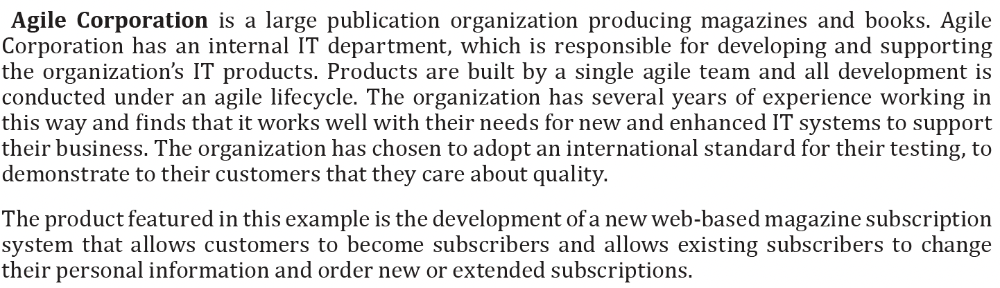 Agile Corporation is a large publication organization producing magazines and books. Agile
Corporation has an internal IT department, which is responsible for developing and supporting
the organization’s IT products. Products are built by a single agile team and all development is
conducted under an agile lifecycle. The organization has several years of experience working in
this way and finds that it works well with their needs for new and enhanced IT systems to support
their business. The organization has chosen to adopt an international standard for their testing, to
demonstrate to their customers that they care about quality.
The product featured in this example is the development of a new web-based magazine subscription
system that allows customers to become subscribers and allows existing subscribers to change
their personal information and order new or extended subscriptions.